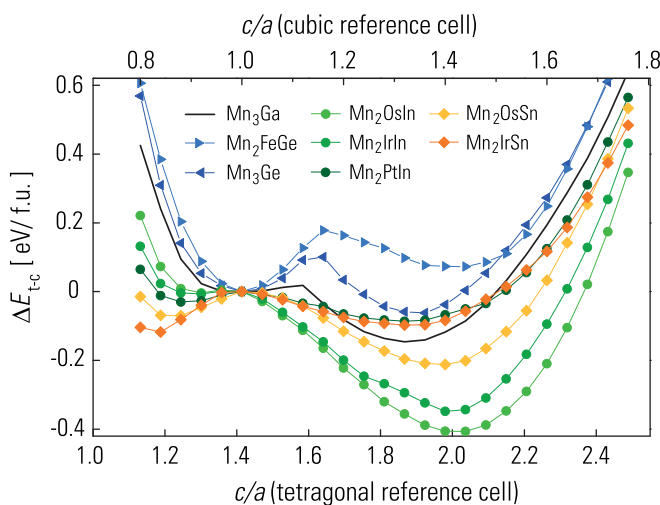 c/a (cubic reference cell)
0.8 1.0 1.2 1.4 1.6 1.8
0.6
0.4
0.2
0
-0.2
-0.4
ΔE t-c [ eV/ f.u. ]
Mn3Ga
Mn2FeGe
Mn3Ge
Mn2OsIn
Mn2IrIn
Mn2PtIn
Mn2OsSn
Mn2IrSn
1.0 1.2 1.4 1.6 1.8 2.0 2.2 2.4
c/a (tetragonal reference cell)